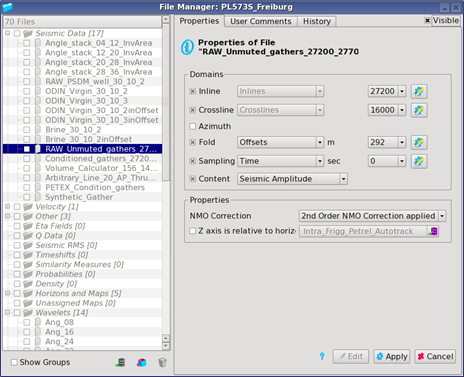 File Manager: PL573S_Freiburg
70 Files
Seismic Data [17]
Angle_stack_04_12_InvArea
Angle_stack_12_20_InvArea
Angle_stack_20_28_InvArea
Angle_stack_28_36_InvArea
RAW_PSDM_well_30_10_2
ODIN_Virgin_30_10_2
ODIN_Virgin_30_10_3
ODIN_Virgin_30_10_2inOffset
Brine_30_10_2
Brine_30_10_2inOffset
RAW_Unmuted_gathers_27...
Conditioned_gathers_2720...
Volume_Calculator_156_14...
Arbitrary_Line_20_AP_Thru...
PETEX_Condition_gathers
Synthetic_Gather
Velocity [1]
Other [3]
Eta Fields [0]
Q Data [0]
Seismic RMS [0]
Timeshifts [0]
Similarity Measures [0]
Probabilities [0]
Density [0]
Horizons and Maps [5]
Unassigned Maps [0]
Wavelets [14]
Ang_08
Ang_16
Ang_24
Show Groups
Properties User Comments History Visible
Properties of File
"RAW_Unmuted_gathers_27200_2770
Domains
Inline Inlines 27200
Crossline Crosslines 16000
Azimuth
Fold Offsets m 292
Sampling Time sec 0
Content Seismic Amplitude
Properties
NMO Correction 2nd Order NMO Correction applied
Z axis is relative to horiz Intra_Frigg_Petrel_Autotrack
? Edit Apply Cancel